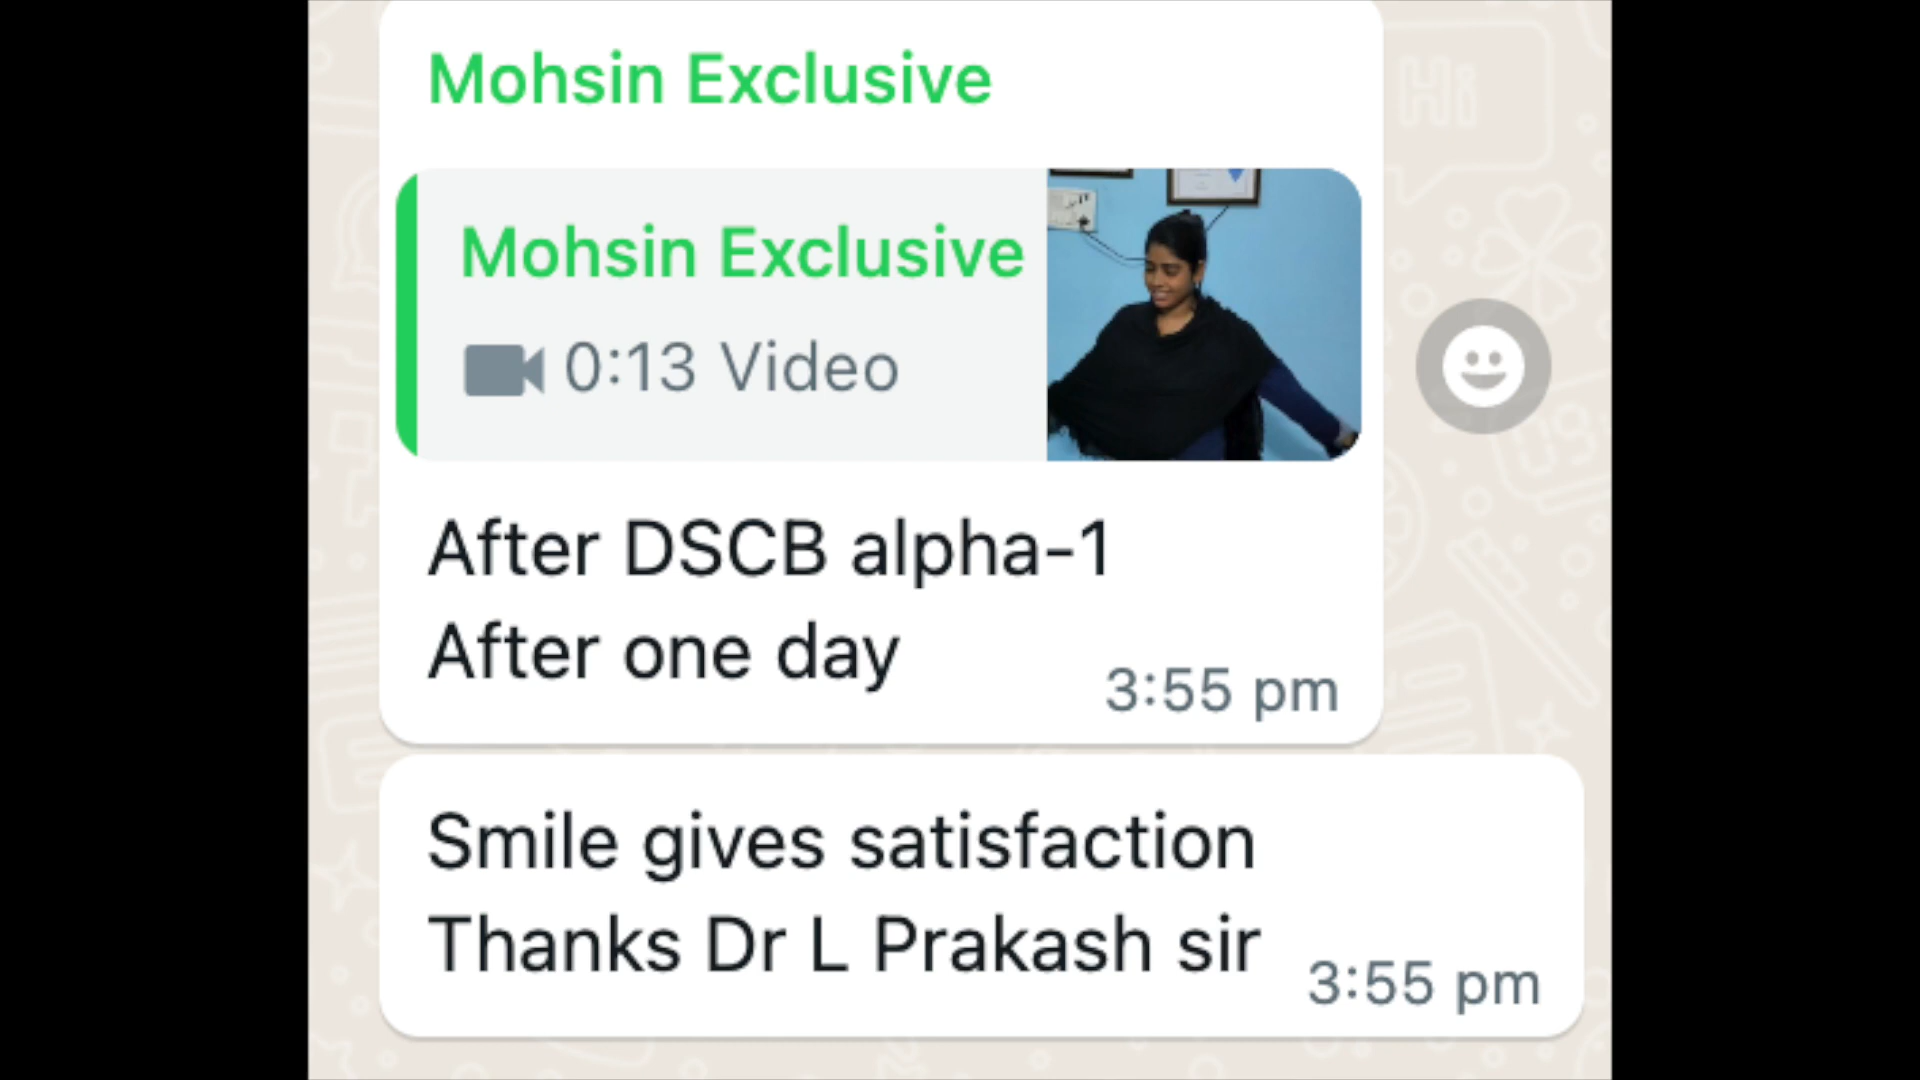 Mohsin Exclusive
Mohsin Exclusive
0:13 Video
After DSCB alpha-1
After one day
3:55 pm
Smile gives satisfaction
Thanks Dr L Prakash sir
3:55 pm
Hi